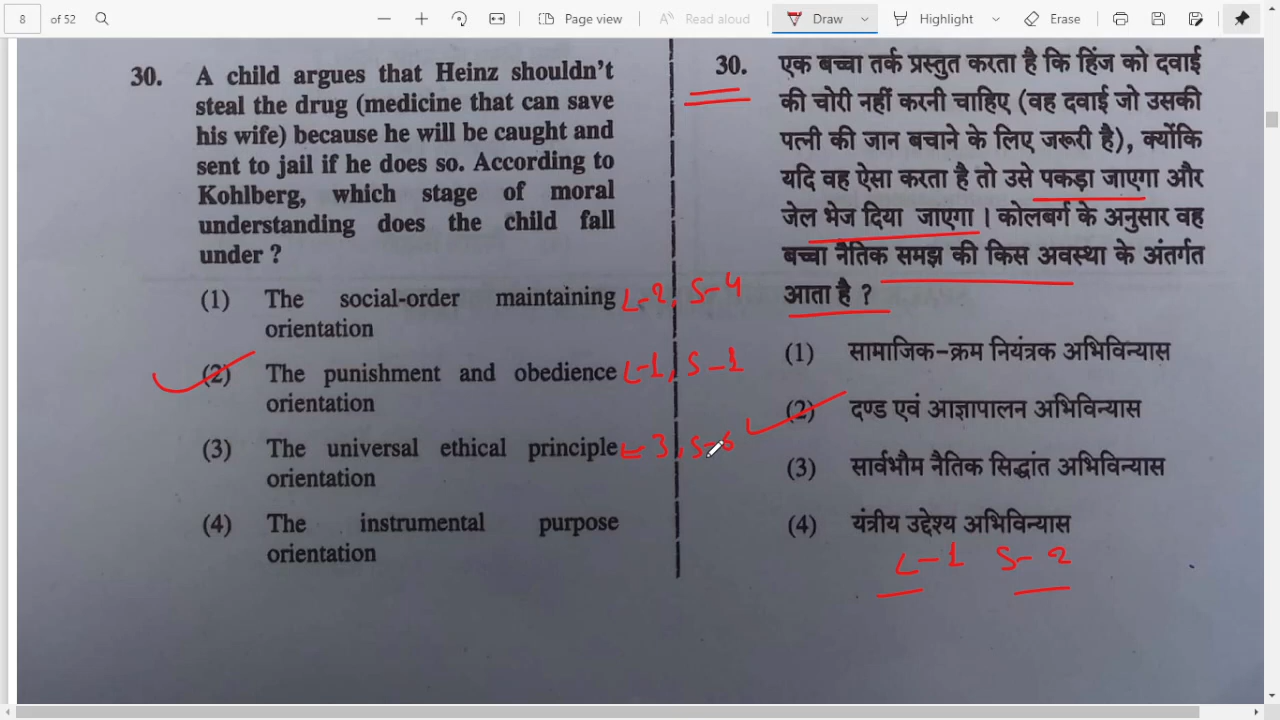 8
of 52
Page view
Read aloud
Draw
Highlight
Erase
30. A child argues that Heinz shouldn't
steal the drug (medicine that can save
his wife) because he will be caught and
sent to jail if he does so. According to
Kohlberg, which stage of moral
understanding does the child fall
under ?
(1) The social-order maintaining
orientation
L-2, S-4
(2) The punishment and obedience
orientation
L-1, S-1
(3) The universal ethical principle
orientation
L-3, S-6
(4) The instrumental purpose
orientation
30. एक बच्चा तर्क प्रस्तुत करता है कि हिंज को दवाई
की चोरी नहीं करनी चाहिए (वह दवाई जो उसकी
पत्नी की जान बचाने के लिए जरूरी है), क्योंकि
यदि वह ऐसा करता है तो उसे पकड़ा जाएगा और
जेल भेज दिया जाएगा । कोलबर्ग के अनुसार वह
बच्चा नैतिक समझ की किस अवस्था के अंतर्गत
आता है ?
(1) सामाजिक-क्रम नियंत्रक अभिविन्यास
(2) दण्ड एवं आज्ञापालन अभिविन्यास
(3) सार्वभौम नैतिक सिद्धांत अभिविन्यास
(4) यंत्रीय उद्देश्य अभिविन्यास
L-1 S-2